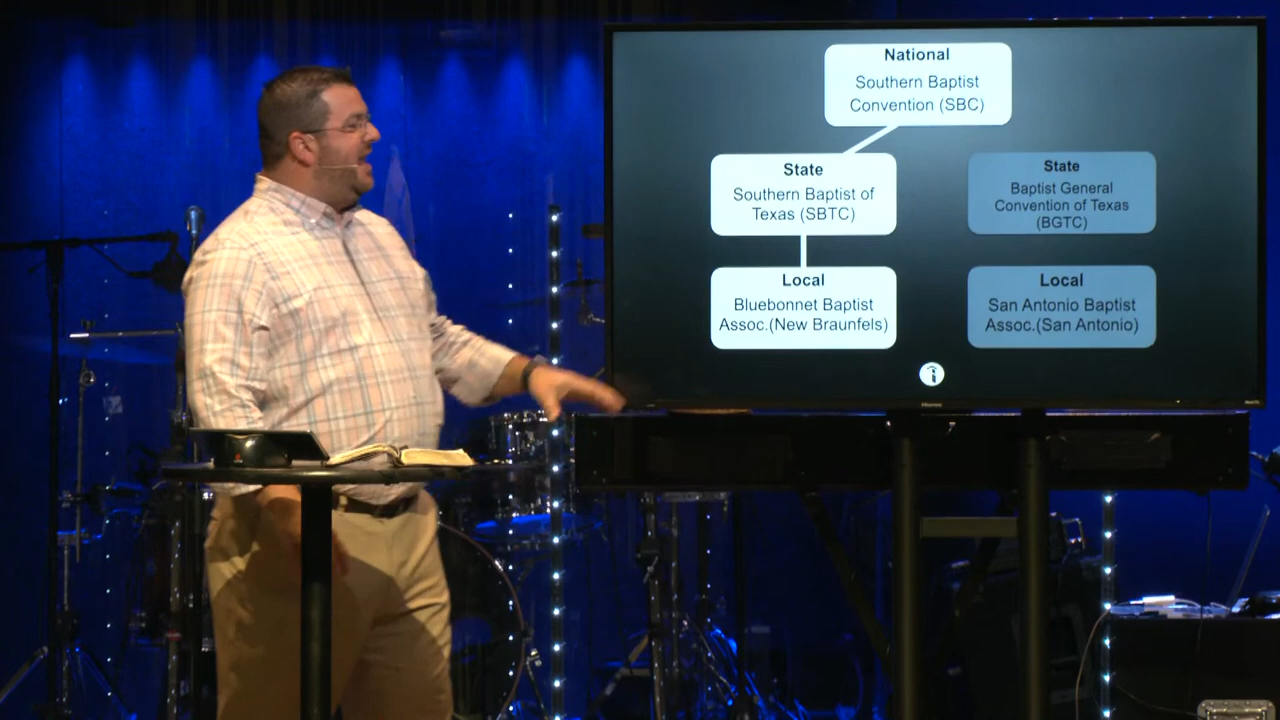 National
Southern Baptist
Convention (SBC)
State
Southern Baptist of
Texas (SBTC)
State
Baptist General
Convention of Texas
(BGTC)
Local
Bluebonnet Baptist
Assoc.(New Braunfels)
Local
San Antonio Baptist
Assoc.(San Antonio)
Hisense